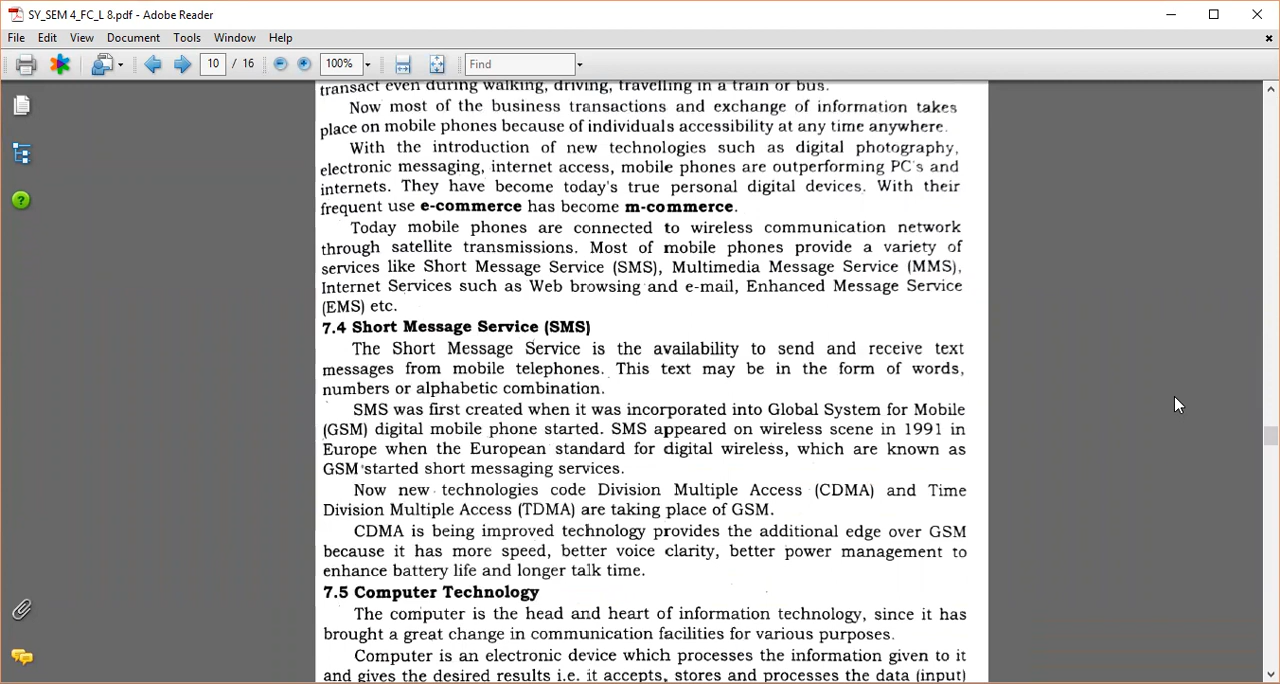 SY_SEM 4_FC_L 8.pdf - Adobe Reader
File Edit View Document Tools Window Help
10 / 16 100% Find
transact even during walking, driving, travelling in a train or bus.
Now most of the business transactions and exchange of information takes
place on mobile phones because of individuals accessibility at any time anywhere.
With the introduction of new technologies such as digital photography,
electronic messaging, internet access, mobile phones are outperforming PC's and
internets. They have become today's true personal digital devices. With their
frequent use e-commerce has become m-commerce.
Today mobile phones are connected to wireless communication network
through satellite transmissions. Most of mobile phones provide a variety of
services like Short Message Service (SMS), Multimedia Message Service (MMS),
Internet Services such as Web browsing and e-mail, Enhanced Message Service
(EMS) etc.
7.4 Short Message Service (SMS)
The Short Message Service is the availability to send and receive text
messages from mobile telephones. This text may be in the form of words,
numbers or alphabetic combination.
SMS was first created when it was incorporated into Global System for Mobile
(GSM) digital mobile phone started. SMS appeared on wireless scene in 1991 in
Europe when the European standard for digital wireless, which are known as
GSM started short messaging services.
Now new technologies code Division Multiple Access (CDMA) and Time
Division Multiple Access (TDMA) are taking place of GSM.
CDMA is being improved technology provides the additional edge over GSM
because it has more speed, better voice clarity, better power management to
enhance battery life and longer talk time.
7.5 Computer Technology
The computer is the head and heart of information technology, since it has
brought a great change in communication facilities for various purposes.
Computer is an electronic device which processes the information given to it
and gives the desired results i.e. it accepts, stores and processes the data (input)